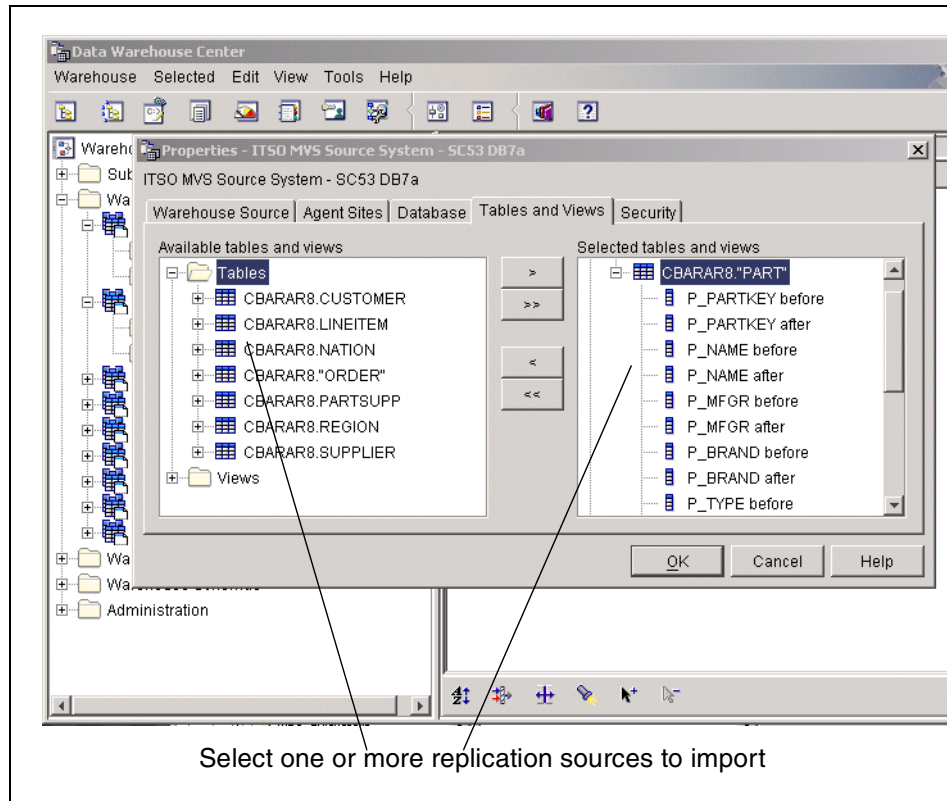 Data Warehouse Center
Warehouse Selected Edit View Tools Help
Properties - ITSO MVS Source System - SC53 DB7a
ITSO MVS Source System - SC53 DB7a
Warehouse Source Agent Sites Database Tables and Views Security
Available tables and views
Tables
CBARAR8.CUSTOMER
CBARAR8.LINEITEM
CBARAR8.NATION
CBARAR8."ORDER"
CBARAR8.PARTSUPP
CBARAR8.REGION
CBARAR8.SUPPLIER
Views
>
>>
<
<<
Selected tables and views
CBARAR8."PART"
P_PARTKEY before
P_PARTKEY after
P_NAME before
P_NAME after
P_MFGR before
P_MFGR after
P_BRAND before
P_BRAND after
P_TYPE before
OK Cancel Help
Administration
Select one or more replication sources to import